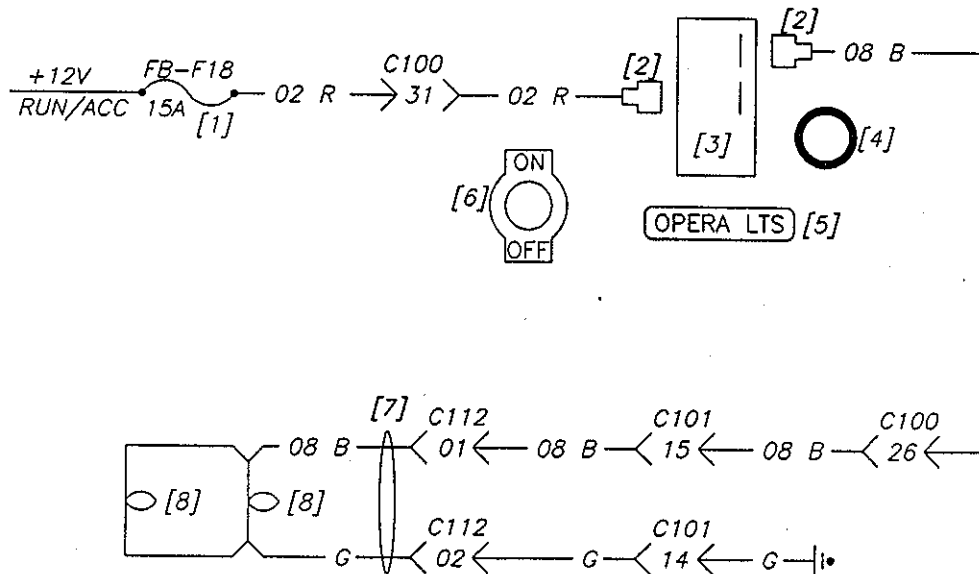 [2]
+12V FB-F18 C100 [2] 08 B
RUN/ACC 15A [1] 02 R 31 02 R
[3] [4]
ON
[6]
OPERA LTS [5]
OFF
[7] C112 C101 C100
08 B 01 08 B 15 08 B 26
[8] [8]
C112 C101
G 02 G 14 G